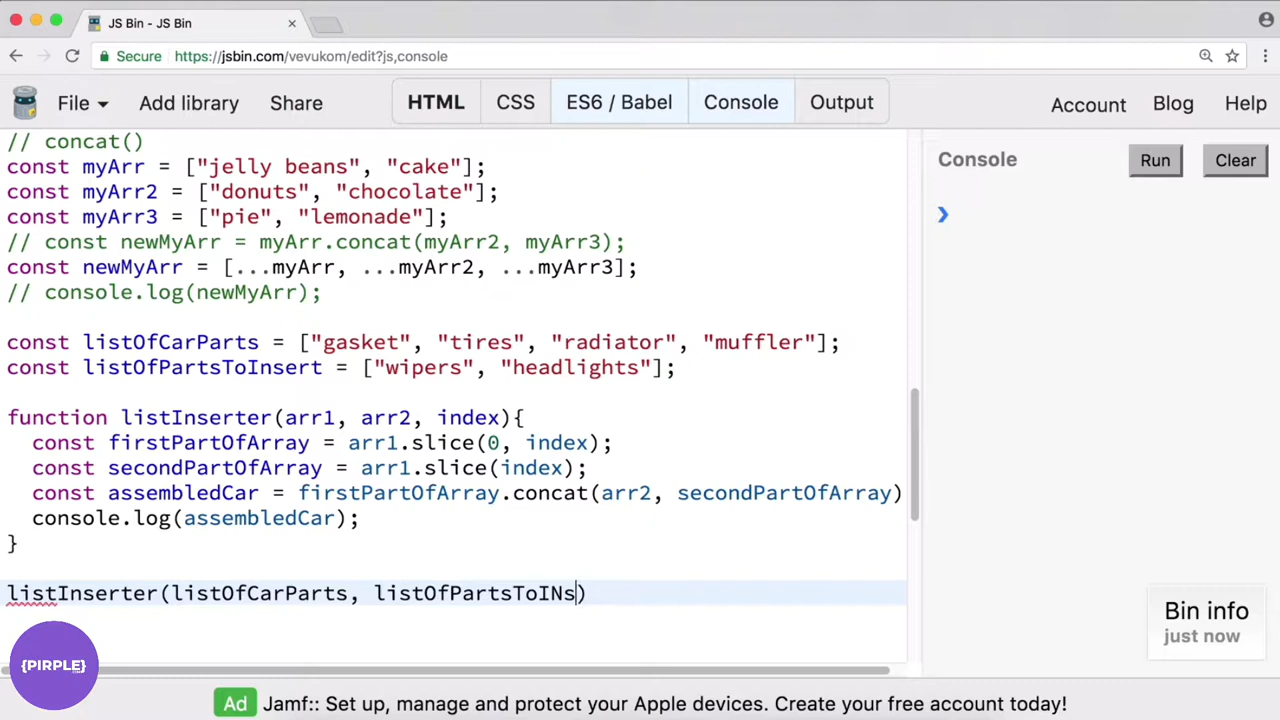 JS Bin - JS Bin
Secure https://jsbin.com/vevukom/edit?js,console
File Add library Share HTML CSS ES6 / Babel Console Output Account Blog Help
// concat()
const myArr = ["jelly beans", "cake"];
const myArr2 = ["donuts", "chocolate"];
const myArr3 = ["pie", "lemonade"];
// const newMyArr = myArr.concat(myArr2, myArr3);
const newMyArr = [...myArr, ...myArr2, ...myArr3];
// console.log(newMyArr);
const listOfCarParts = ["gasket", "tires", "radiator", "muffler"];
const listOfPartsToInsert = ["wipers", "headlights"];
function listInserter(arr1, arr2, index){
const firstPartOfArray = arr1.slice(0, index);
const secondPartOfArray = arr1.slice(index);
const assembledCar = firstPartOfArray.concat(arr2, secondPartOfArray)
console.log(assembledCar);
}
listInserter(listOfCarParts, listOfPartsToINs)
Console Run Clear
Bin info
just now
{PIRPLE}
Ad Jamf:: Set up, manage and protect your Apple devices. Create your free account today!